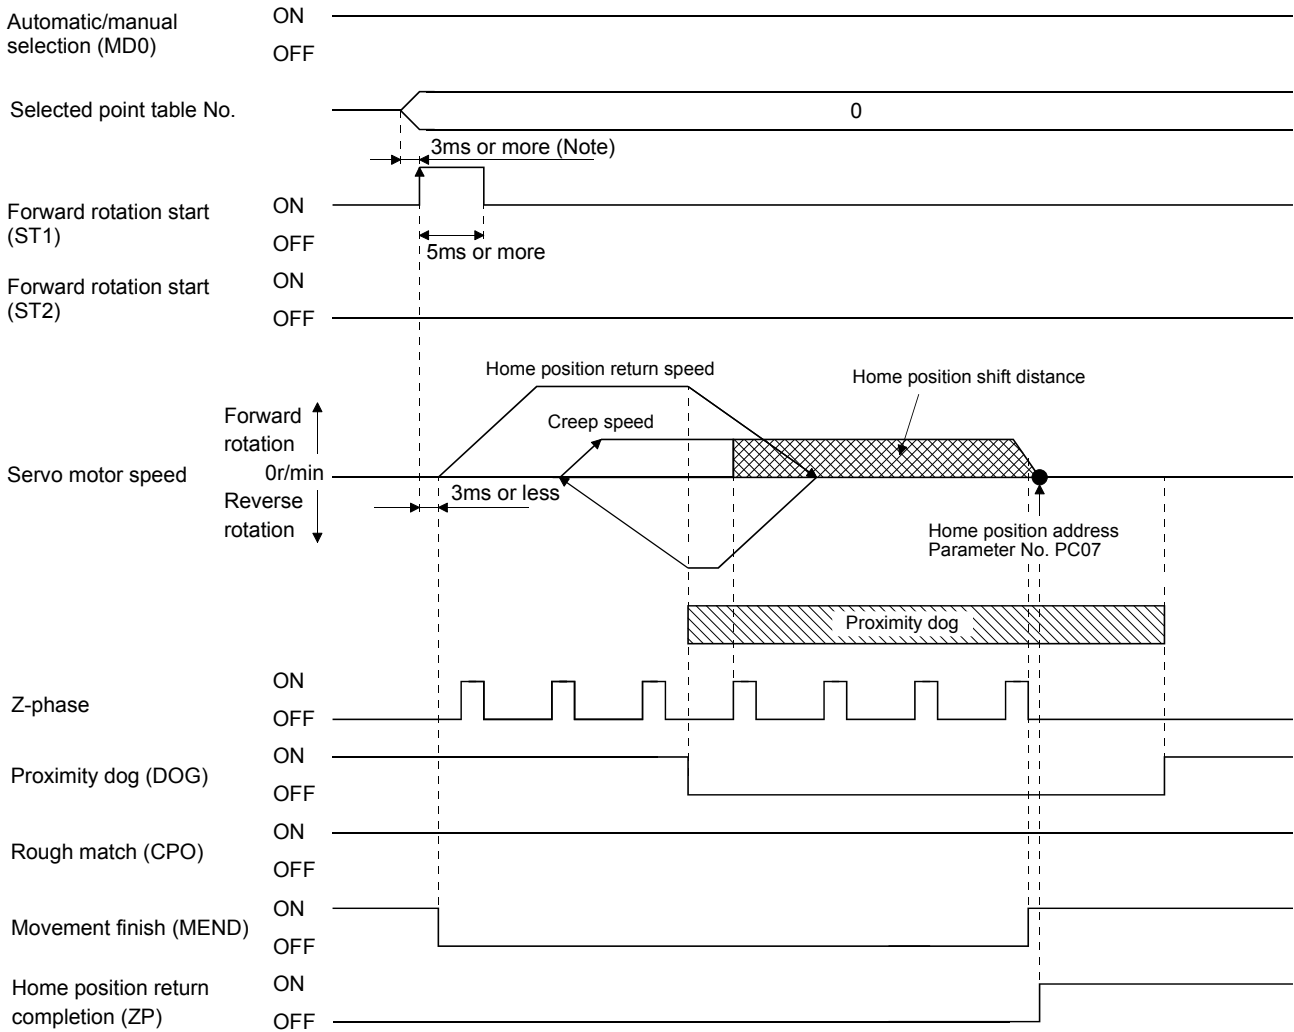 Automatic/manual
selection (MD0)
ON
OFF
Selected point table No.
0
3ms or more (Note)
Forward rotation start
(ST1)
ON
OFF
5ms or more
Forward rotation start
(ST2)
ON
OFF
Home position return speed
Home position shift distance
Creep speed
Forward
rotation
Servo motor speed
0r/min
3ms or less
Reverse
rotation
Home position address
Parameter No. PC07
Proximity dog
Z-phase
ON
OFF
Proximity dog (DOG)
ON
OFF
Rough match (CPO)
ON
OFF
Movement finish (MEND)
ON
OFF
Home position return
completion (ZP)
ON
OFF